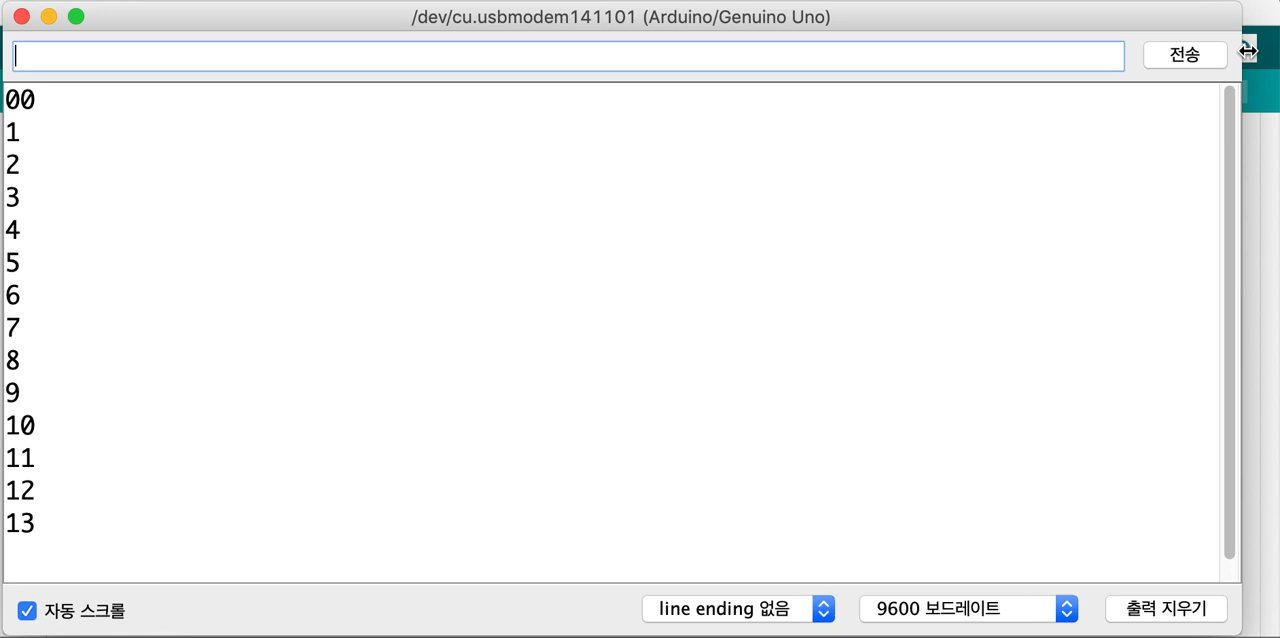 /dev/cu.usbmodem141101 (Arduino/Genuino Uno)
전송
00
1
2
3
4
5
6
7
8
9
10
11
12
13
자동 스크롤
line ending 없음
9600 보드레이트
출력 지우기